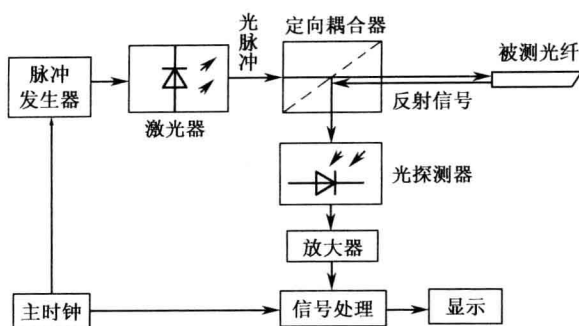 定向耦合器
光脉冲
被测光纤
脉冲
发生器
反射信号
激光器
光探测器
放大器
主时钟
信号处理
显示